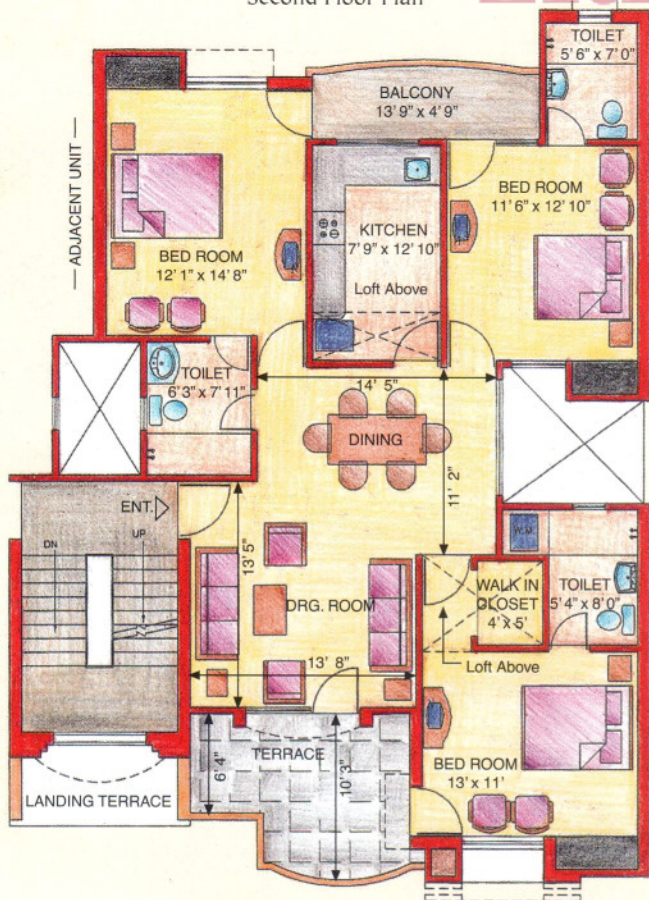 Second Floor Plan
TOILET
5' 6" x 7' 0"
BALCONY
13' 9" x 4' 9"
ADJACENT UNIT
BED ROOM
11' 6" x 12' 10"
KITCHEN
7' 9" x 12' 10"
Loft Above
BED ROOM
12' 1" x 14' 8"
TOILET
6' 3" x 7' 11"
14' 5"
DINING
11' 2"
ENT.
DN
UP
W.M.
13' 5"
DRG. ROOM
WALK IN
CLOSET
4' x 5'
TOILET
5' 4" x 8' 0"
13' 8"
Loft Above
TERRACE
6' 4"
10' 3"
BED ROOM
13' x 11'
LANDING TERRACE